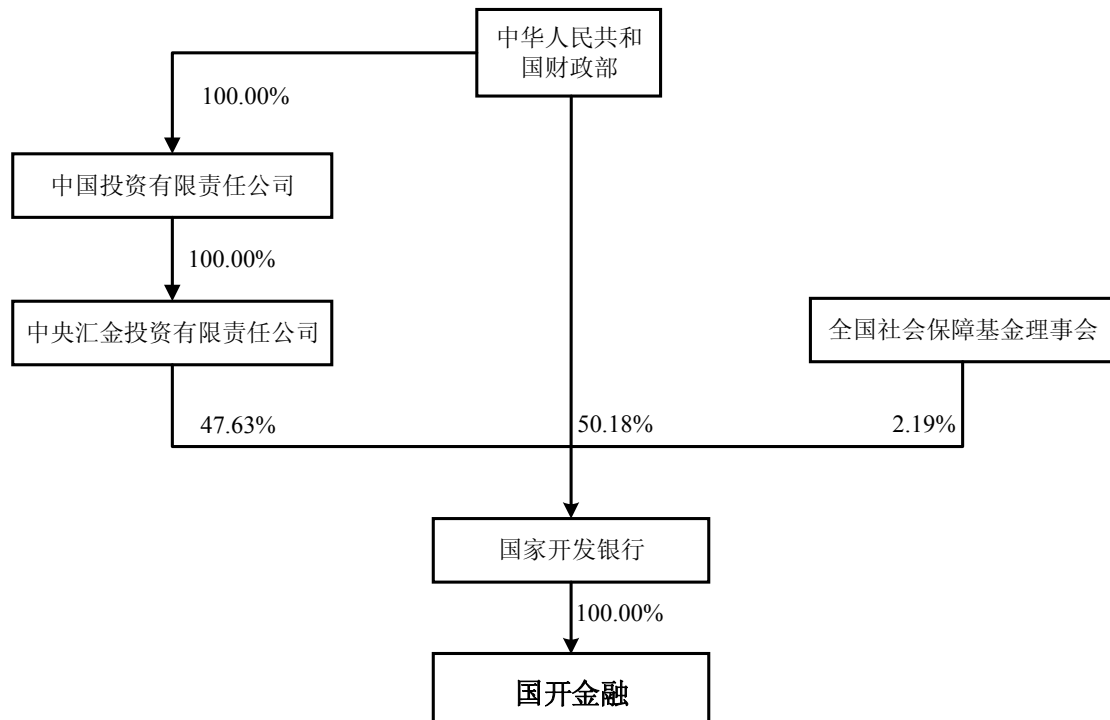 中华人民共和
国财政部
100.00%
中国投资有限责任公司
100.00%
中央汇金投资有限责任公司
全国社会保障基金理事会
47.63%
50.18%
2.19%
国家开发银行
100.00%
国开金融